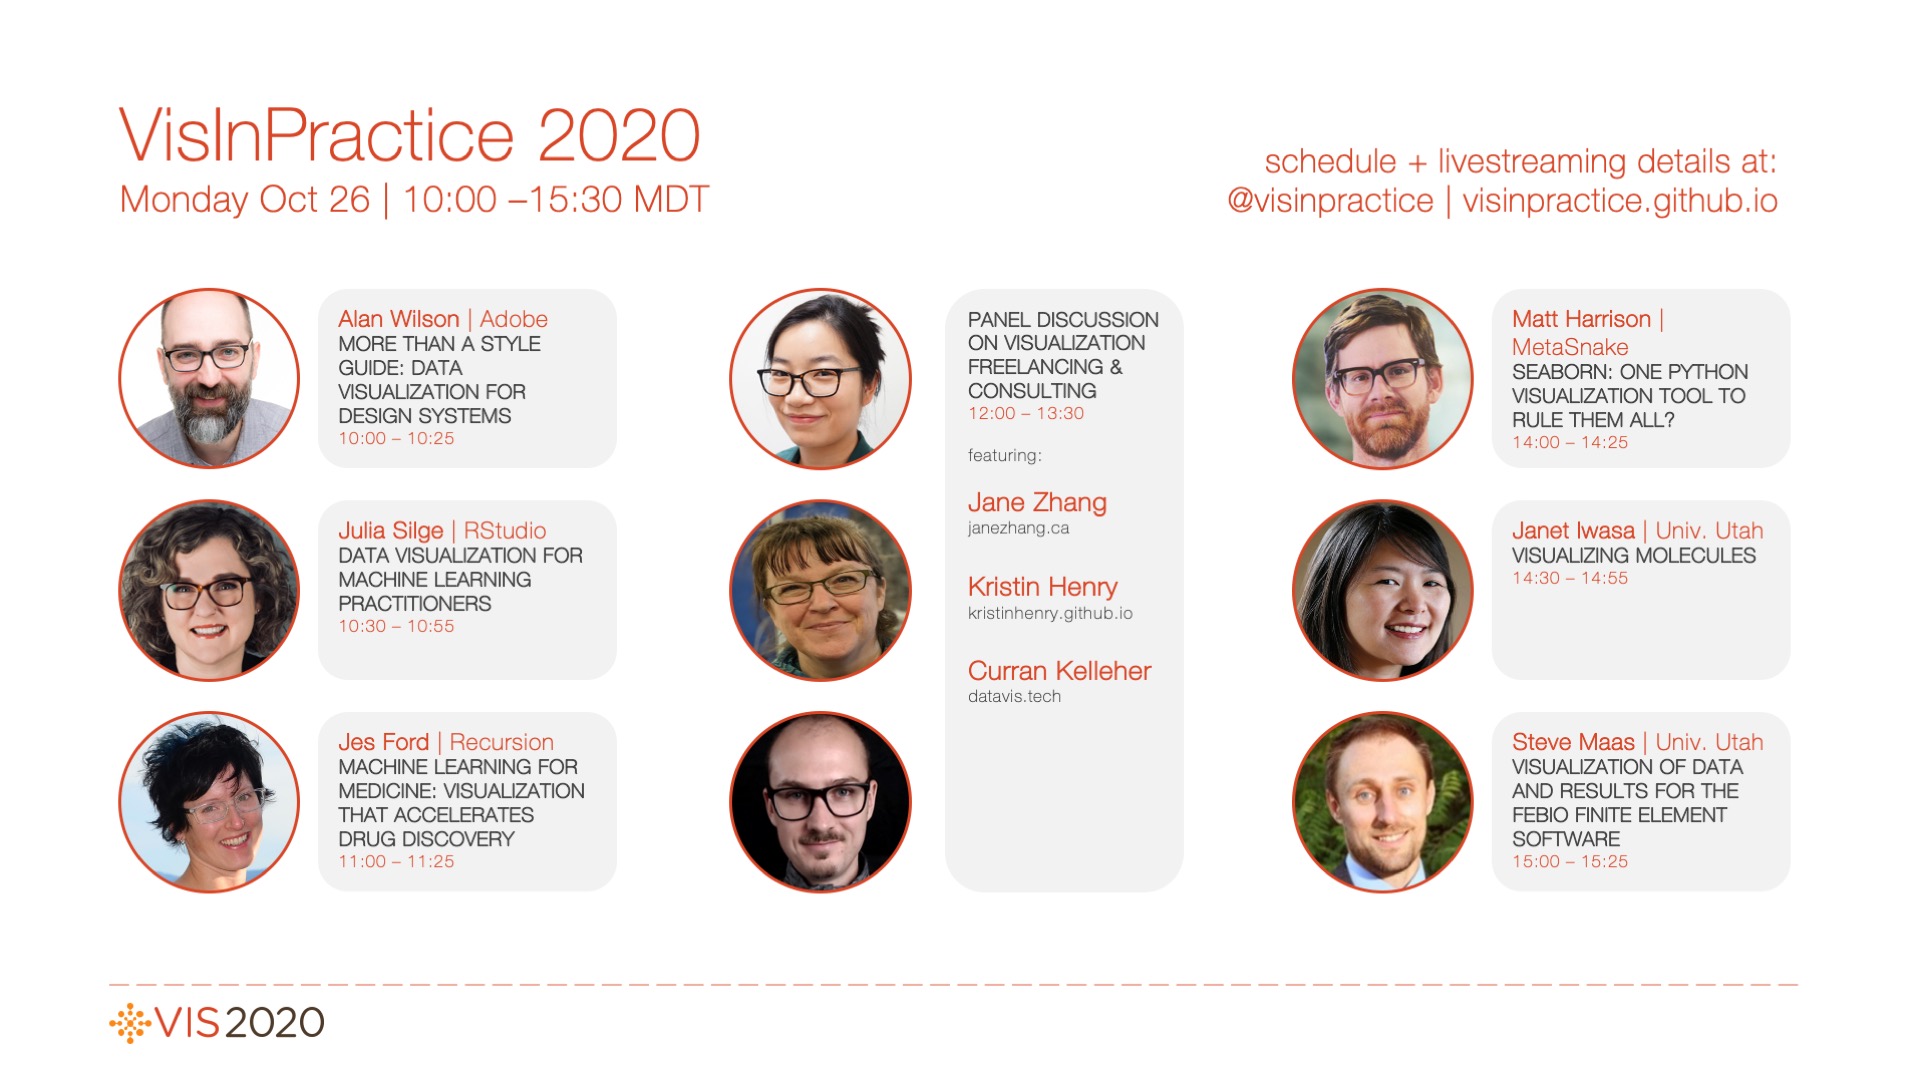 VisInPractice 2020
Monday Oct 26 | 10:00 –15:30 MDT
schedule + livestreaming details at:
@visinpractice | visinpractice.github.io
Alan Wilson | Adobe
MORE THAN A STYLE
GUIDE: DATA
VISUALIZATION FOR
DESIGN SYSTEMS
10:00 – 10:25
Julia Silge | RStudio
DATA VISUALIZATION FOR
MACHINE LEARNING
PRACTITIONERS
10:30 – 10:55
Jes Ford | Recursion
MACHINE LEARNING FOR
MEDICINE: VISUALIZATION
THAT ACCELERATES
DRUG DISCOVERY
11:00 – 11:25
PANEL DISCUSSION
ON VISUALIZATION
FREELANCING &
CONSULTING
12:00 – 13:30
featuring:
Jane Zhang
janezhang.ca
Kristin Henry
kristinhenry.github.io
Curran Kelleher
datavis.tech
Matt Harrison |
MetaSnake
SEABORN: ONE PYTHON
VISUALIZATION TOOL TO
RULE THEM ALL?
14:00 – 14:25
Janet Iwasa | Univ. Utah
VISUALIZING MOLECULES
14:30 – 14:55
Steve Maas | Univ. Utah
VISUALIZATION OF DATA
AND RESULTS FOR THE
FEBIO FINITE ELEMENT
SOFTWARE
15:00 – 15:25
VIS2020